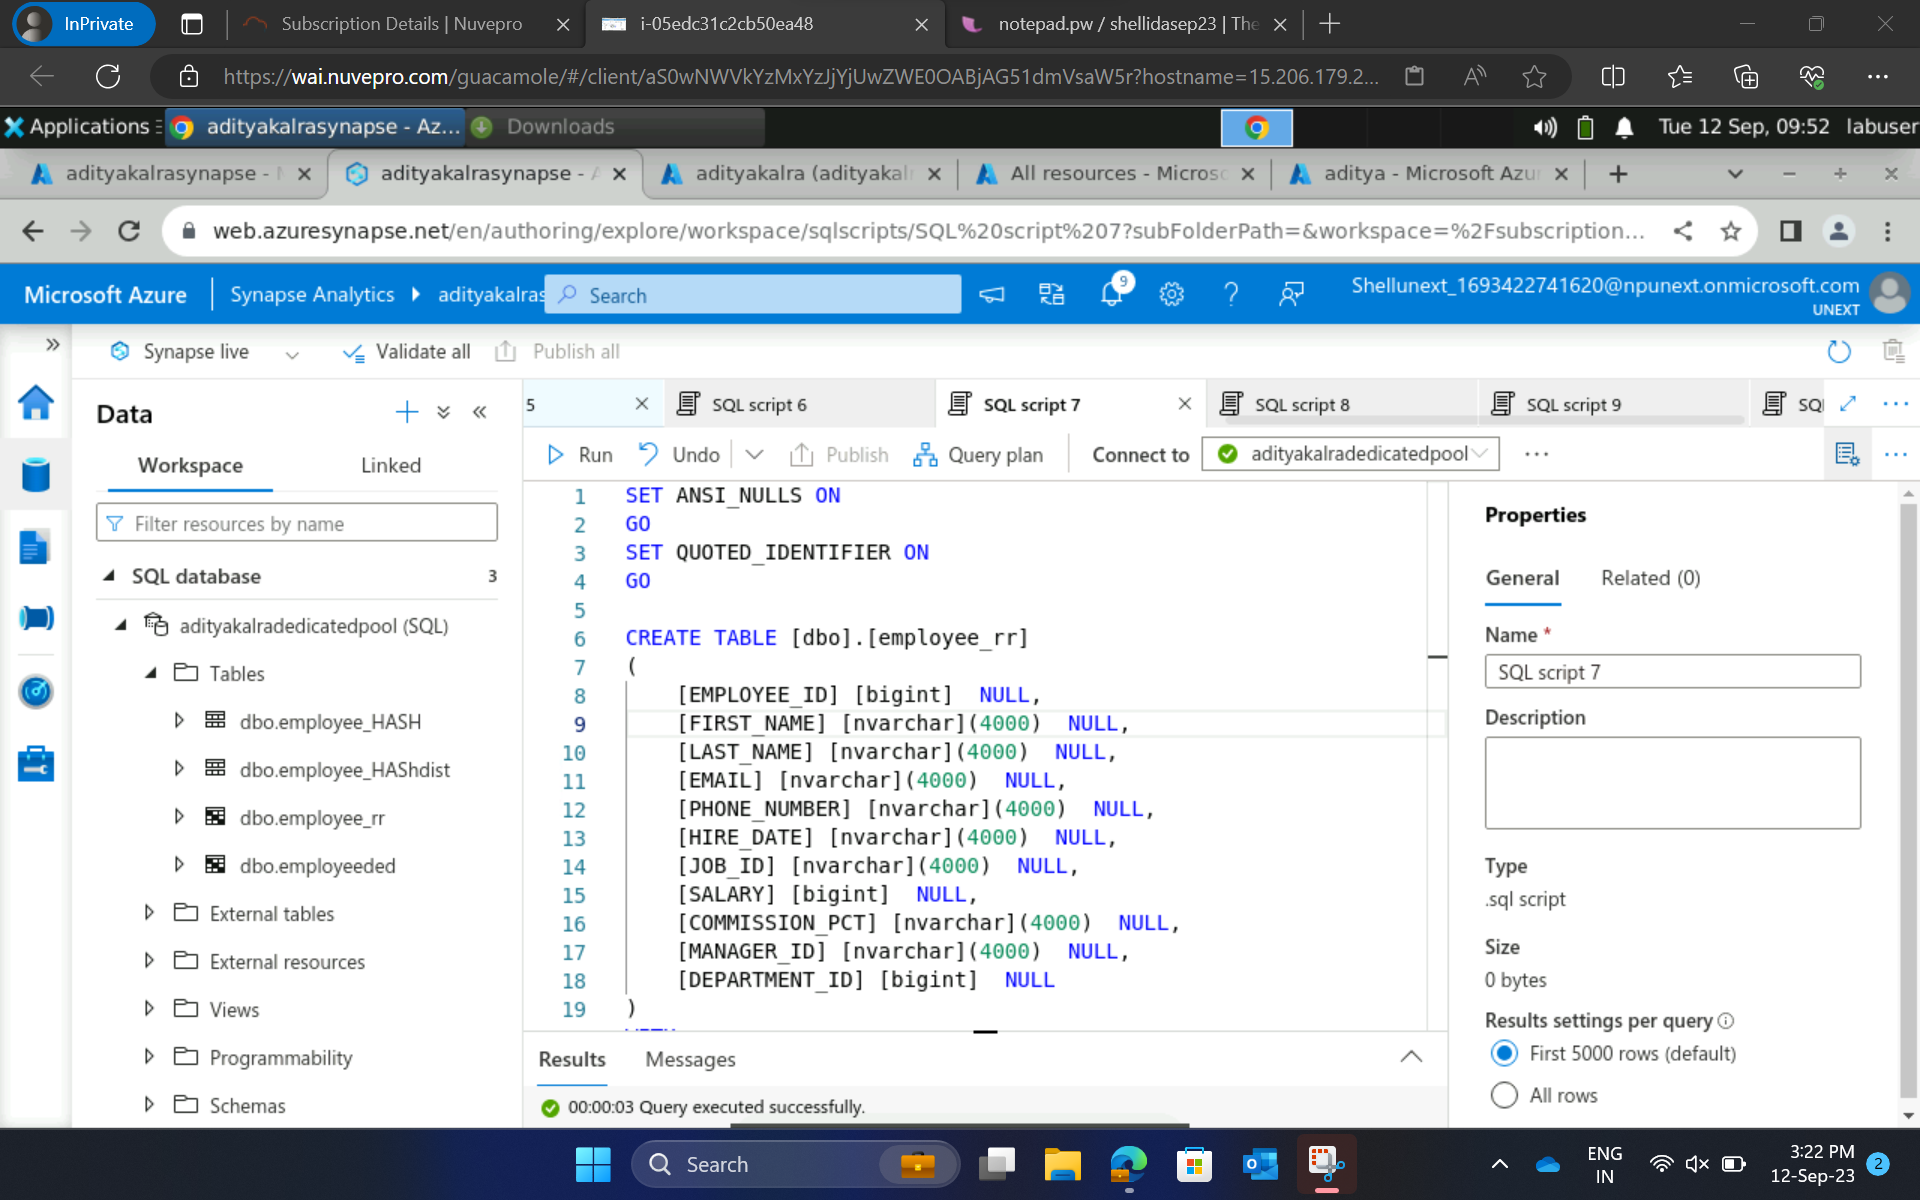 InPrivate
Subscription Details | Nuvepro
i-05edc31c2cb50ea48
notepad.pw / shellidasep23 | The
https://wai.nuvepro.com/guacamole/#/client/aS0wNWVkYzMxYzJjYjUwZWE0OABjAG51dmVsaW5r?hostname=15.206.179.2...
Applications
adityakalrasynapse - Az...
Downloads
Tue 12 Sep, 09:52
labuser
adityakalrasynapse -
adityakalrasynapse -
adityakalra (adityakal
All resources - Micros
aditya - Microsoft Azu
web.azuresynapse.net/en/authoring/explore/workspace/sqlscripts/SQL%20script%207?subFolderPath=&workspace=%2Fsubscription...
Microsoft Azure
Synapse Analytics
adityakalras
Search
9
Shellunext_1693422741620@npunext.onmicrosoft.com
UNEXT
Synapse live
Validate all
Publish all
Data
Workspace
Linked
Filter resources by name
SQL database
3
adityakalradedicatedpool (SQL)
Tables
dbo.employee_HASH
dbo.employee_HAShdist
dbo.employee_rr
dbo.employeeded
External tables
External resources
Views
Programmability
Schemas
5
SQL script 6
SQL script 7
SQL script 8
SQL script 9
SQ
Run
Undo
Publish
Query plan
Connect to
adityakalradedicatedpool
1 SET ANSI_NULLS ON
2 GO
3 SET QUOTED_IDENTIFIER ON
4 GO
5
6 CREATE TABLE [dbo].[employee_rr]
7 (
8 [EMPLOYEE_ID] [bigint] NULL,
9 [FIRST_NAME] [nvarchar](4000) NULL,
10 [LAST_NAME] [nvarchar](4000) NULL,
11 [EMAIL] [nvarchar](4000) NULL,
12 [PHONE_NUMBER] [nvarchar](4000) NULL,
13 [HIRE_DATE] [nvarchar](4000) NULL,
14 [JOB_ID] [nvarchar](4000) NULL,
15 [SALARY] [bigint] NULL,
16 [COMMISSION_PCT] [nvarchar](4000) NULL,
17 [MANAGER_ID] [nvarchar](4000) NULL,
18 [DEPARTMENT_ID] [bigint] NULL
19 )
Results
Messages
00:00:03 Query executed successfully.
Properties
General
Related (0)
Name *
SQL script 7
Description
Type
.sql script
Size
0 bytes
Results settings per query
First 5000 rows (default)
All rows
Search
ENG
IN
3:22 PM
12-Sep-23
2